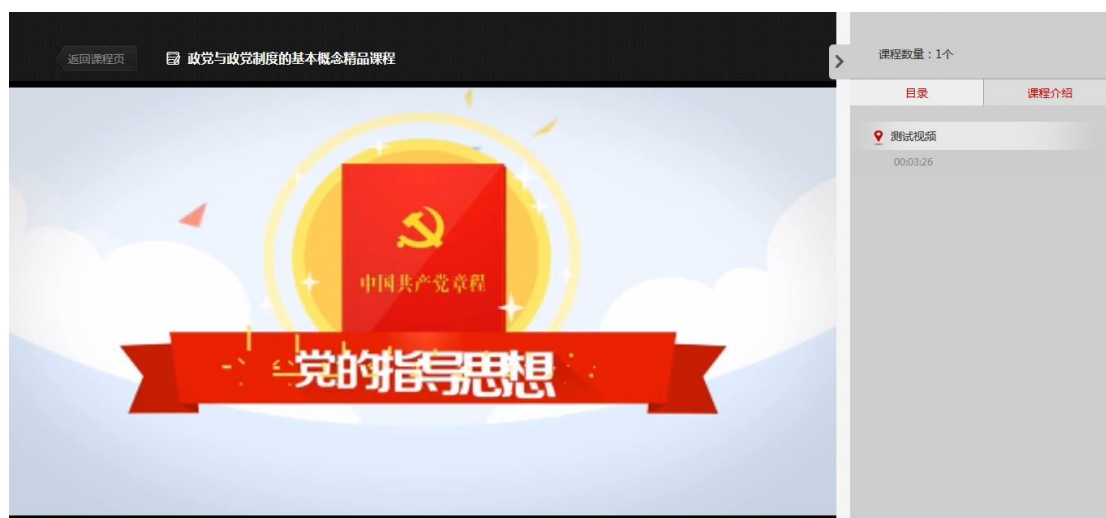 返回课程页
政党与政党制度的基本概念精品课程
课程数量：1个
目录
课程介绍
测试视频
00:03:26
中国共产党章程
党的指导思想